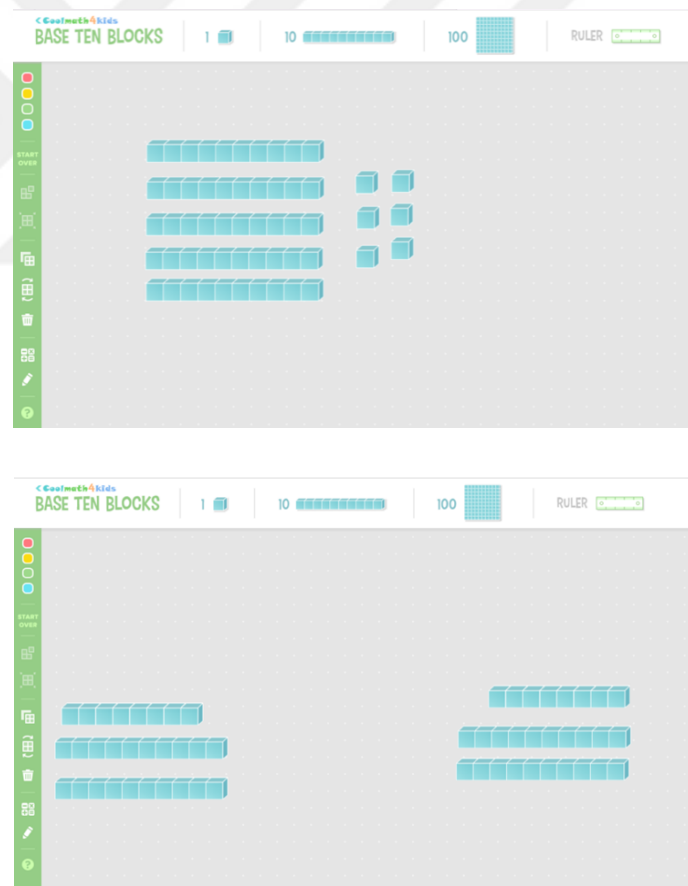 < Coolmath4kids
BASE TEN BLOCKS 1 10 100 RULER
START
OVER
?
< Coolmath4kids
BASE TEN BLOCKS 1 10 100 RULER
START
OVER
?